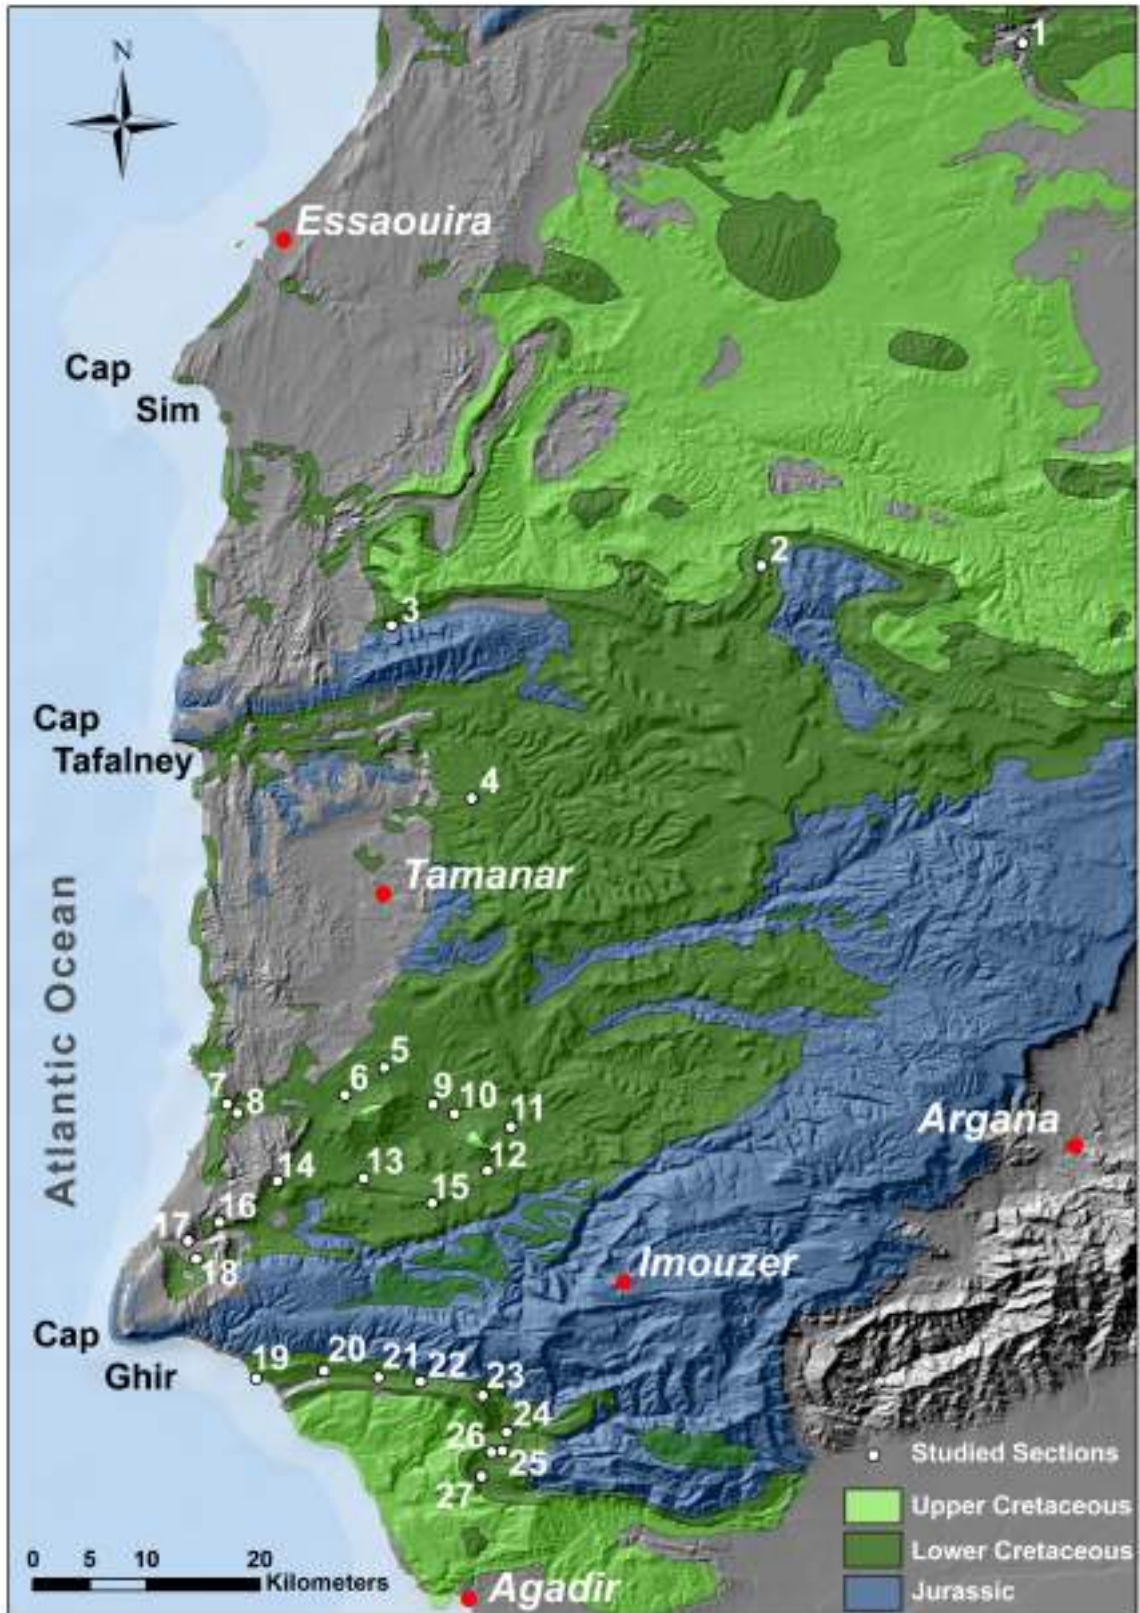 N
1
Essaouira
Cap
Sim
2
3
Cap
Tafalney
4
Tamanar
Atlantic Ocean
5
6
7
8
9
10
11
Argana
12
13
14
15
16
17
18
Imouzer
Cap
Ghir
19
20
21
22
23
24
25
26
27
Studied Sections
Upper Cretaceous
Lower Cretaceous
Jurassic
0 5 10 20
Kilometers
Agadir